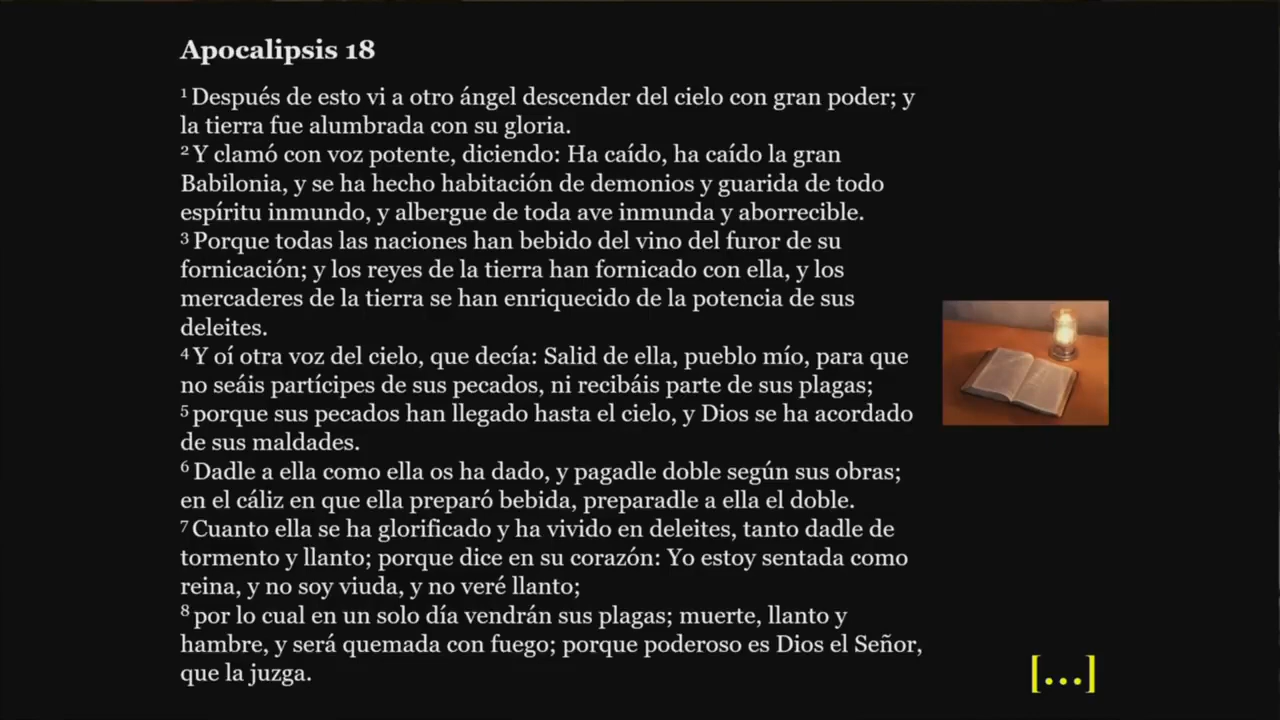 Apocalipsis 18
¹ Después de esto vi a otro ángel descender del cielo con gran poder; y
la tierra fue alumbrada con su gloria.
² Y clamó con voz potente, diciendo: Ha caído, ha caído la gran
Babilonia, y se ha hecho habitación de demonios y guarida de todo
espíritu inmundo, y albergue de toda ave inmunda y aborrecible.
³ Porque todas las naciones han bebido del vino del furor de su
fornicación; y los reyes de la tierra han fornicado con ella, y los
mercaderes de la tierra se han enriquecido de la potencia de sus
deleites.
⁴ Y oí otra voz del cielo, que decía: Salid de ella, pueblo mío, para que
no seáis partícipes de sus pecados, ni recibáis parte de sus plagas;
⁵ porque sus pecados han llegado hasta el cielo, y Dios se ha acordado
de sus maldades.
⁶ Dadle a ella como ella os ha dado, y pagadle doble según sus obras;
en el cáliz en que ella preparó bebida, preparadle a ella el doble.
⁷ Cuanto ella se ha glorificado y ha vivido en deleites, tanto dadle de
tormento y llanto; porque dice en su corazón: Yo estoy sentada como
reina, y no soy viuda, y no veré llanto;
⁸ por lo cual en un solo día vendrán sus plagas; muerte, llanto y
hambre, y será quemada con fuego; porque poderoso es Dios el Señor,
que la juzga.
[...]